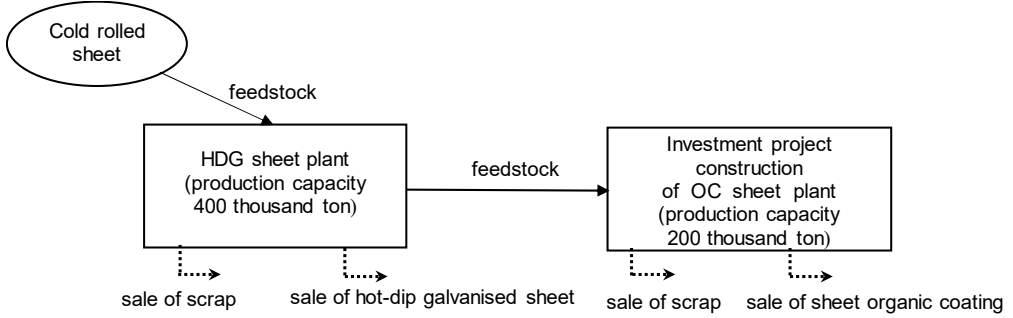 Cold rolled
sheet
feedstock
HDG sheet plant
(production capacity
400 thousand ton)
feedstock
Investment project
construction
of OC sheet plant
(production capacity
200 thousand ton)
sale of scrap
sale of hot-dip galvanised sheet
sale of scrap
sale of sheet organic coating